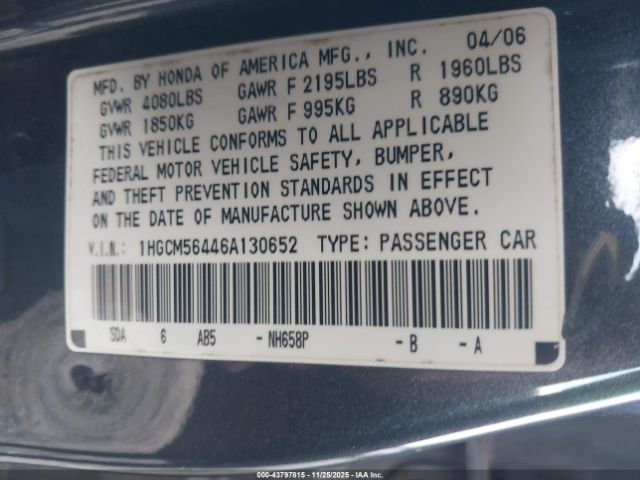 MFD. BY HONDA OF AMERICA MFG., INC. 04/06
GVWR 4080LBS GAWR F 2195LBS R 1960LBS
GVWR 1850KG GAWR F 995KG R 890KG
THIS VEHICLE CONFORMS TO ALL APPLICABLE
FEDERAL MOTOR VEHICLE SAFETY, BUMPER,
AND THEFT PREVENTION STANDARDS IN EFFECT
ON THE DATE OF MANUFACTURE SHOWN ABOVE.
V.I.N.: 1HGCM56446A130652 TYPE: PASSENGER CAR
SDA 6 AB5 - NH658P - B - A
000-43797815 - 11/25/2025 - IAA Inc.